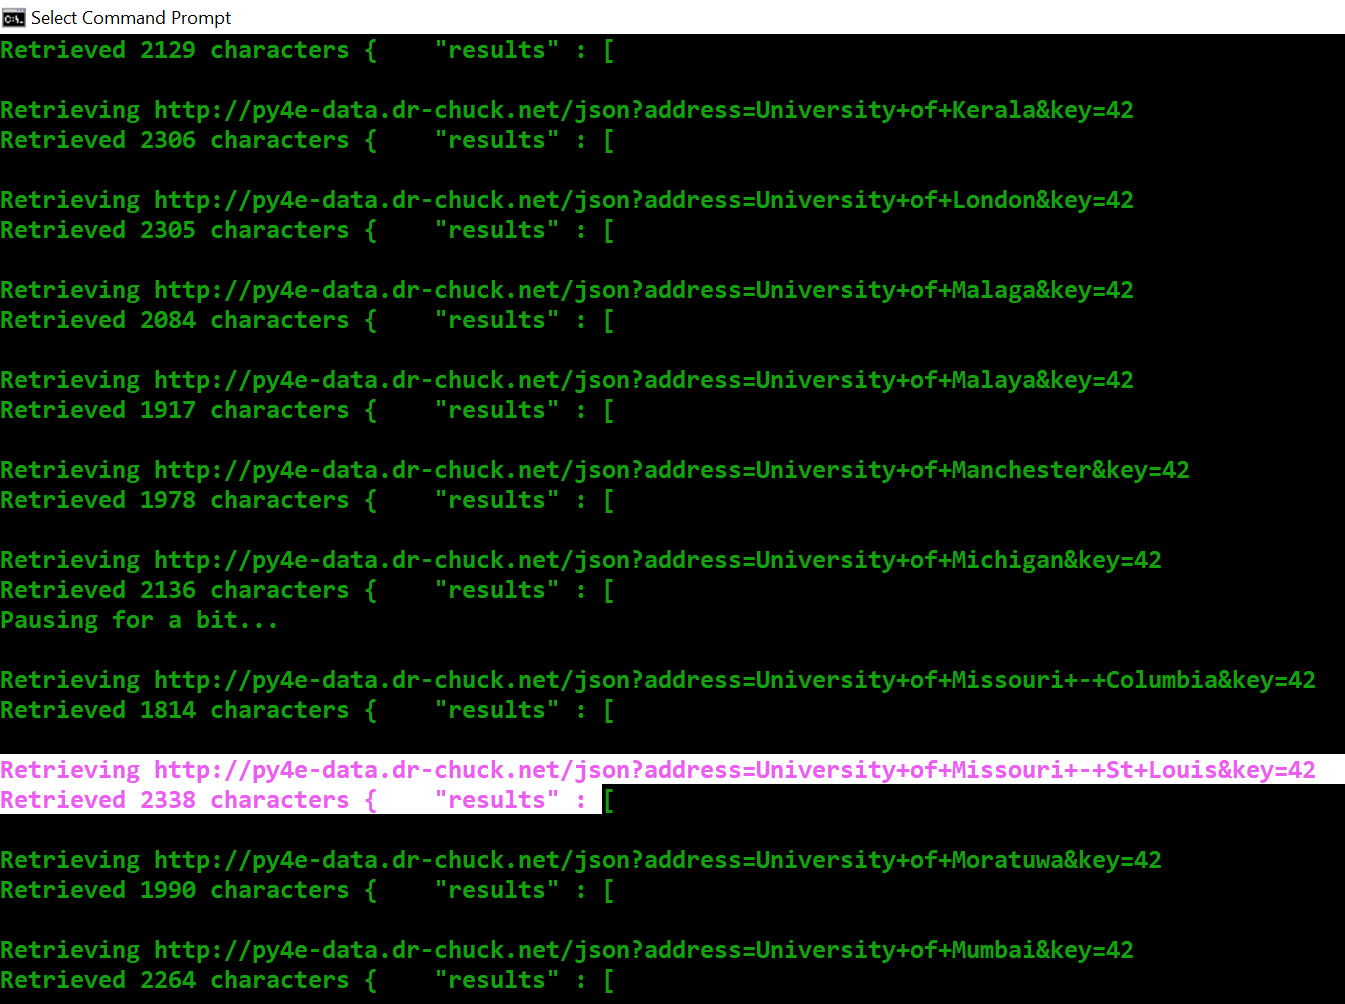 Select Command Prompt
Retrieved 2129 characters {    "results" : [
Retrieving http://py4e-data.dr-chuck.net/json?address=University+of+Kerala&key=42
Retrieved 2306 characters {    "results" : [
Retrieving http://py4e-data.dr-chuck.net/json?address=University+of+London&key=42
Retrieved 2305 characters {    "results" : [
Retrieving http://py4e-data.dr-chuck.net/json?address=University+of+Malaga&key=42
Retrieved 2084 characters {    "results" : [
Retrieving http://py4e-data.dr-chuck.net/json?address=University+of+Malaya&key=42
Retrieved 1917 characters {    "results" : [
Retrieving http://py4e-data.dr-chuck.net/json?address=University+of+Manchester&key=42
Retrieved 1978 characters {    "results" : [
Retrieving http://py4e-data.dr-chuck.net/json?address=University+of+Michigan&key=42
Retrieved 2136 characters {    "results" : [
Pausing for a bit...
Retrieving http://py4e-data.dr-chuck.net/json?address=University+of+Missouri+-+Columbia&key=42
Retrieved 1814 characters {    "results" : [
Retrieving http://py4e-data.dr-chuck.net/json?address=University+of+Missouri+-+St+Louis&key=42
Retrieved 2338 characters {    "results" : [
Retrieving http://py4e-data.dr-chuck.net/json?address=University+of+Moratuwa&key=42
Retrieved 1990 characters {    "results" : [
Retrieving http://py4e-data.dr-chuck.net/json?address=University+of+Mumbai&key=42
Retrieved 2264 characters {    "results" : [